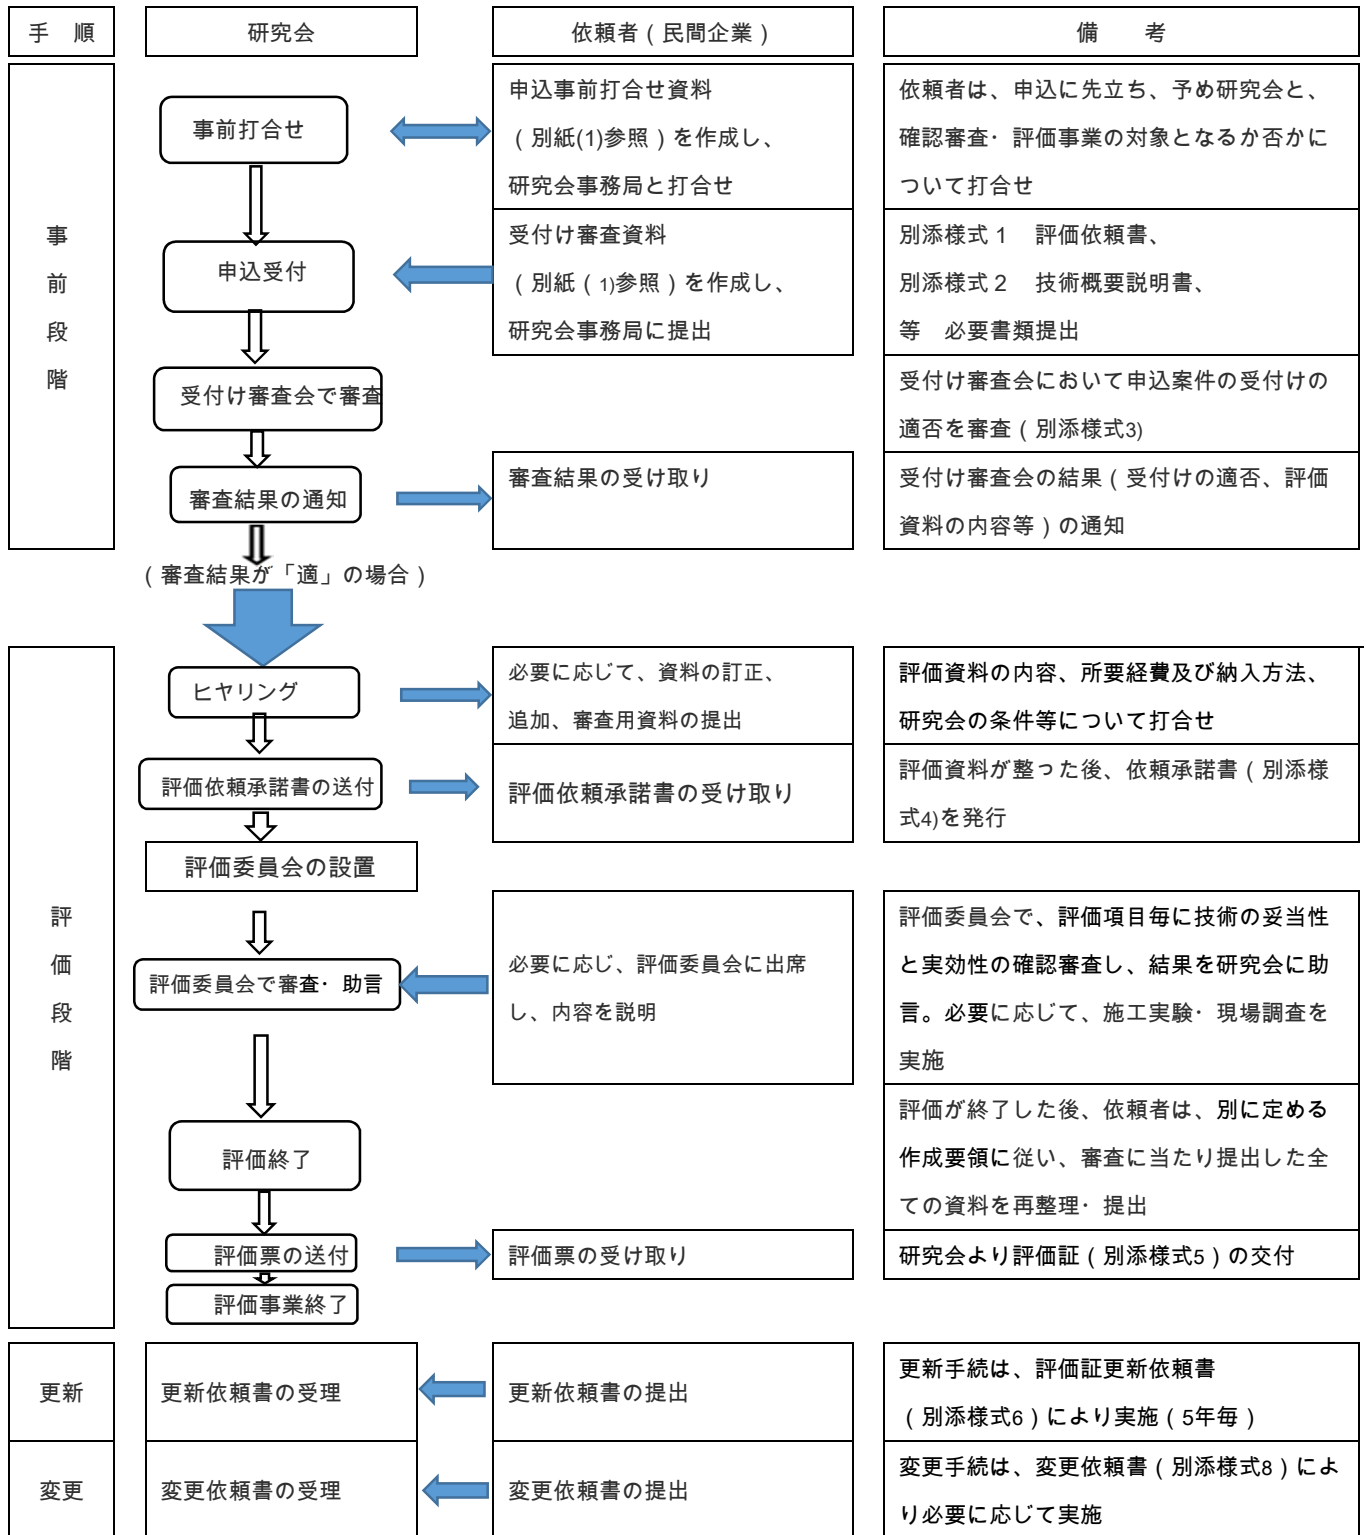 手　順
研究会
依頼者（民間企業）
備　　考
事
前
段
階
事前打合せ
申込事前打合せ資料
（別紙(1)参照）を作成し、
研究会事務局と打合せ
依頼者は、申込に先立ち、予め研究会と、
確認審査・評価事業の対象となるか否かに
ついて打合せ
申込受付
受付け審査資料
（別紙（1)参照）を作成し、
研究会事務局に提出
別添様式１　評価依頼書、
別添様式２　技術概要説明書、
等　必要書類提出
受付け審査会で審査
受付け審査会において申込案件の受付けの
適否を審査（別添様式3)
審査結果の通知
審査結果の受け取り
受付け審査会の結果（受付けの適否、評価
資料の内容等）の通知
（審査結果が「適」の場合）
評
価
段
階
ヒヤリング
必要に応じて、資料の訂正、
追加、審査用資料の提出
評価資料の内容、所要経費及び納入方法、
研究会の条件等について打合せ
評価依頼承諾書の送付
評価依頼承諾書の受け取り
評価資料が整った後、依頼承諾書（別添様
式4)を発行
評価委員会の設置
評価委員会で審査・助言
必要に応じ、評価委員会に出席
し、内容を説明
評価委員会で、評価項目毎に技術の妥当性
と実効性の確認審査し、結果を研究会に助
言。必要に応じて、施工実験・現場調査を
実施
評価終了
評価が終了した後、依頼者は、別に定める
作成要領に従い、審査に当たり提出した全
ての資料を再整理・提出
評価票の送付
評価票の受け取り
研究会より評価証（別添様式5）の交付
評価事業終了
更新
更新依頼書の受理
更新依頼書の提出
更新手続は、評価証更新依頼書
（別添様式6）により実施（5年毎）
変更
変更依頼書の受理
変更依頼書の提出
変更手続は、変更依頼書（別添様式8）によ
り必要に応じて実施